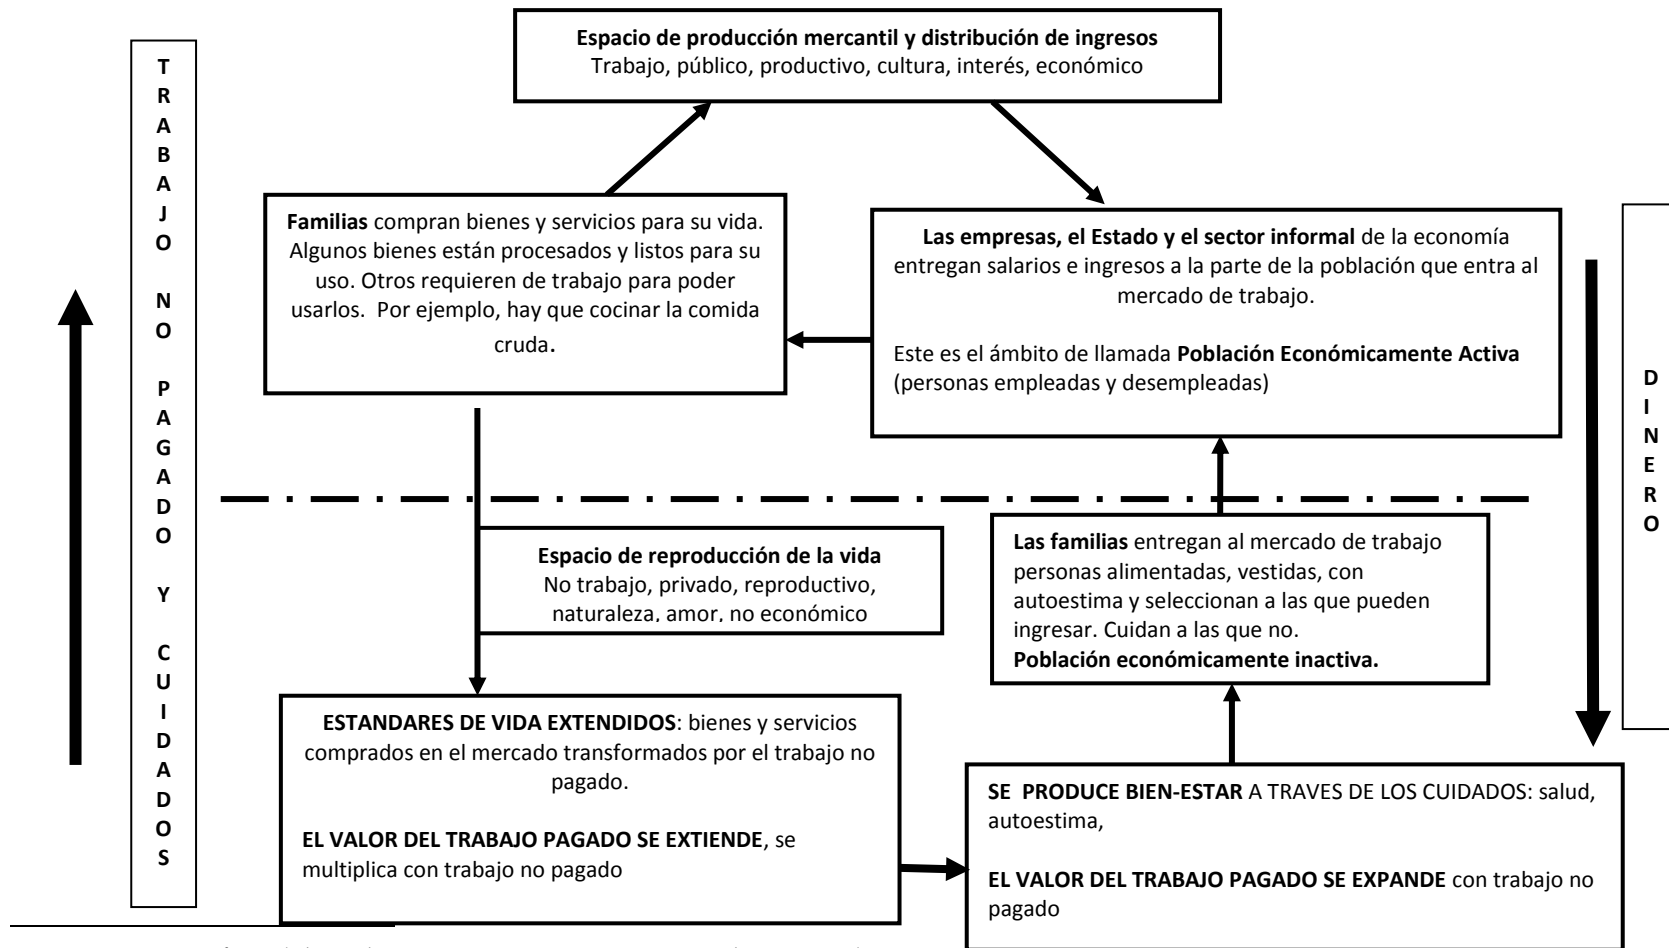 Espacio de producción mercantil y distribución de ingresos
Trabajo, público, productivo, cultura, interés, económico
TRABAJO NO PAGADO Y CUIDADOS
Familias compran bienes y servicios para su vida.
Algunos bienes están procesados y listos para su
uso. Otros requieren de trabajo para poder
usarlos. Por ejemplo, hay que cocinar la comida
cruda.
Las empresas, el Estado y el sector informal de la economía
entregan salarios e ingresos a la parte de la población que entra al
mercado de trabajo.
Este es el ámbito de llamada Población Económicamente Activa
(personas empleadas y desempleadas)
DINERO
Espacio de reproducción de la vida
No trabajo, privado, reproductivo,
naturaleza, amor, no económico
Las familias entregan al mercado de trabajo
personas alimentadas, vestidas, con
autoestima y seleccionan a las que pueden
ingresar. Cuidan a las que no.
Población económicamente inactiva.
ESTANDARES DE VIDA EXTENDIDOS: bienes y servicios
comprados en el mercado transformados por el trabajo no
pagado.
EL VALOR DEL TRABAJO PAGADO SE EXTIENDE, se
multiplica con trabajo no pagado
SE PRODUCE BIEN-ESTAR A TRAVES DE LOS CUIDADOS: salud,
autoestima,
EL VALOR DEL TRABAJO PAGADO SE EXPANDE con trabajo no
pagado